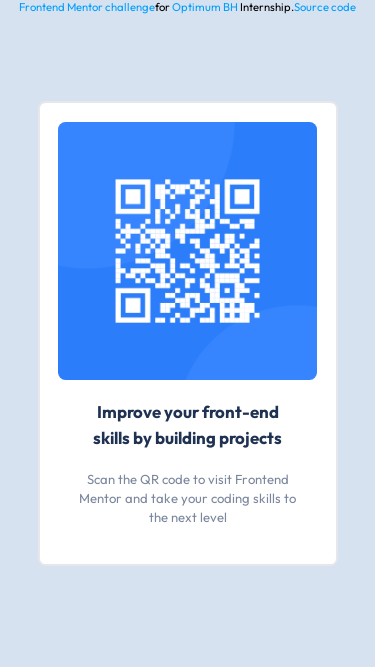 Frontend Mentor challengefor Optimum BH Internship.Source code
Improve your front-end
skills by building projects
Scan the QR code to visit Frontend
Mentor and take your coding skills to
the next level